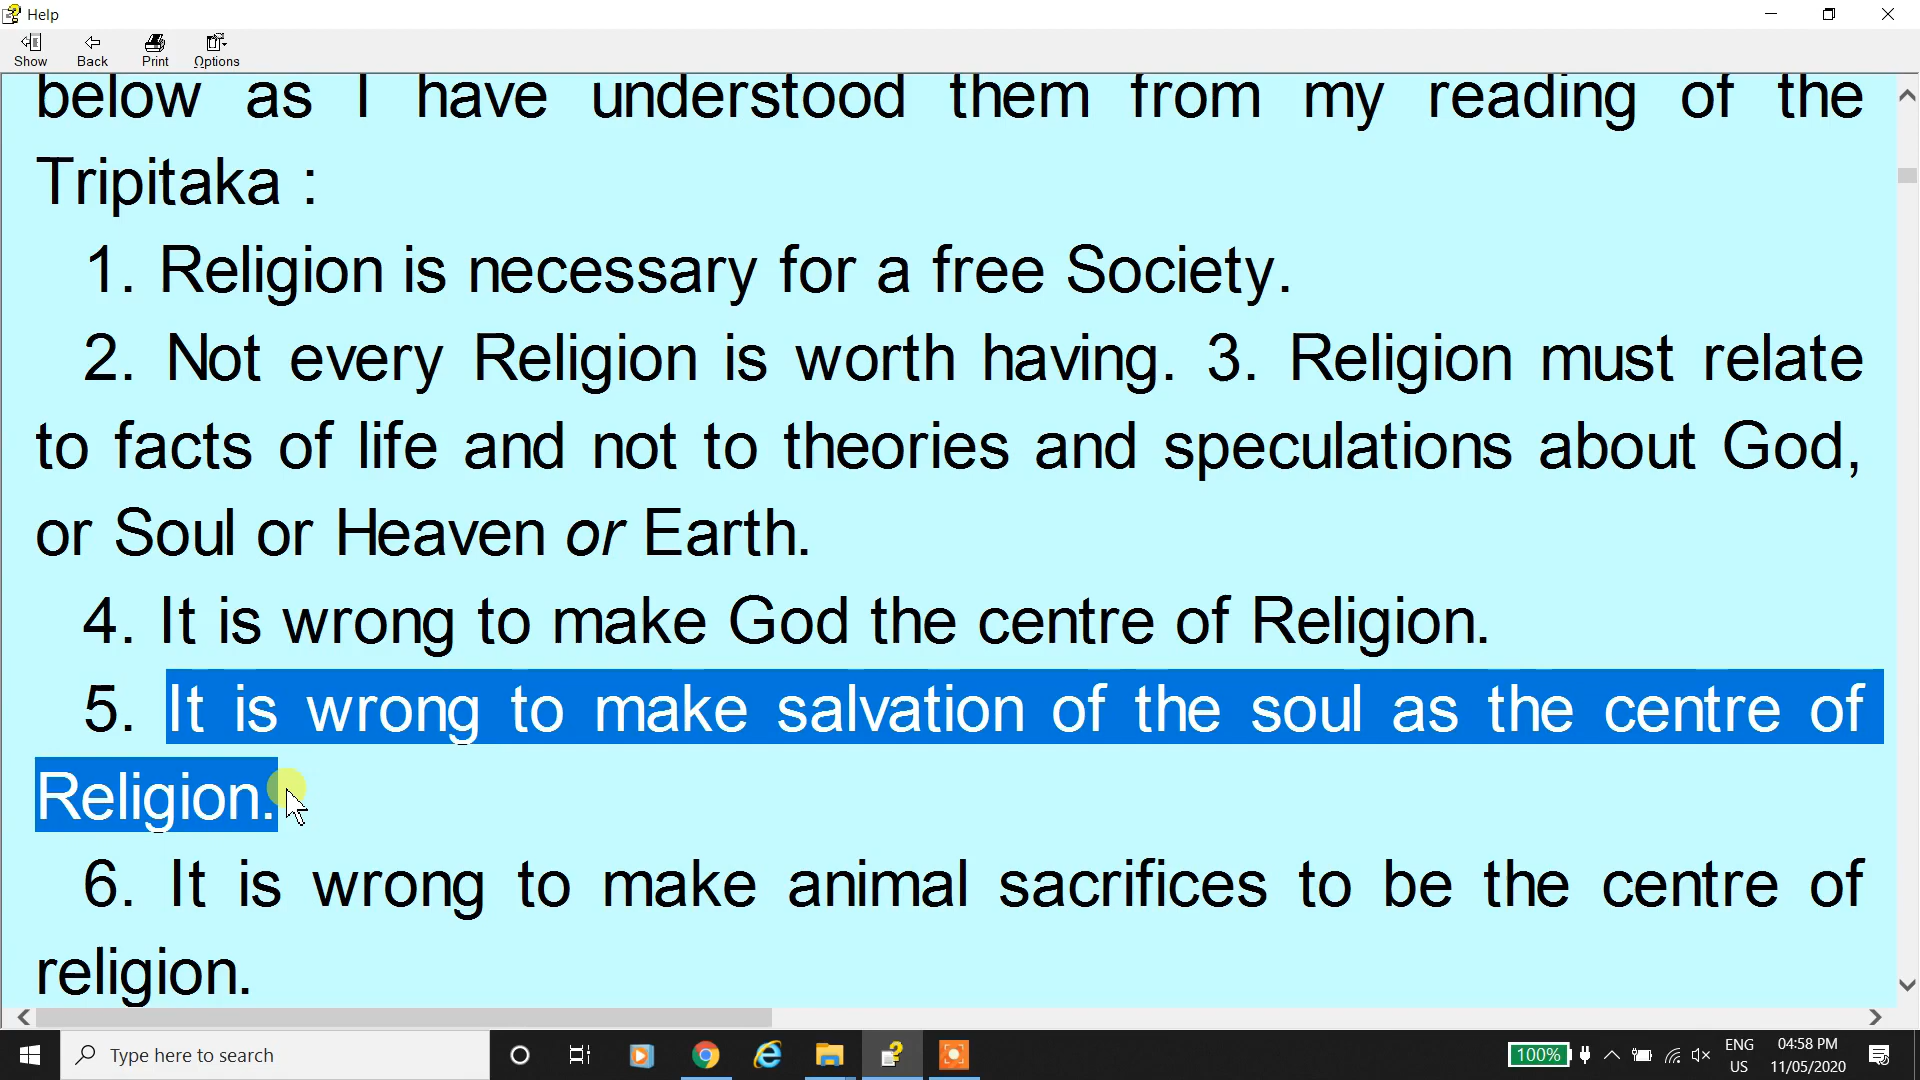 Help
Show Back Print Options
below as I have understood them from my reading of the
Tripitaka :
1. Religion is necessary for a free Society.
2. Not every Religion is worth having. 3. Religion must relate
to facts of life and not to theories and speculations about God,
or Soul or Heaven or Earth.
4. It is wrong to make God the centre of Religion.
5. It is wrong to make salvation of the soul as the centre of
Religion.
6. It is wrong to make animal sacrifices to be the centre of
religion.
Type here to search
100%
ENG
US
04:58 PM
11/05/2020